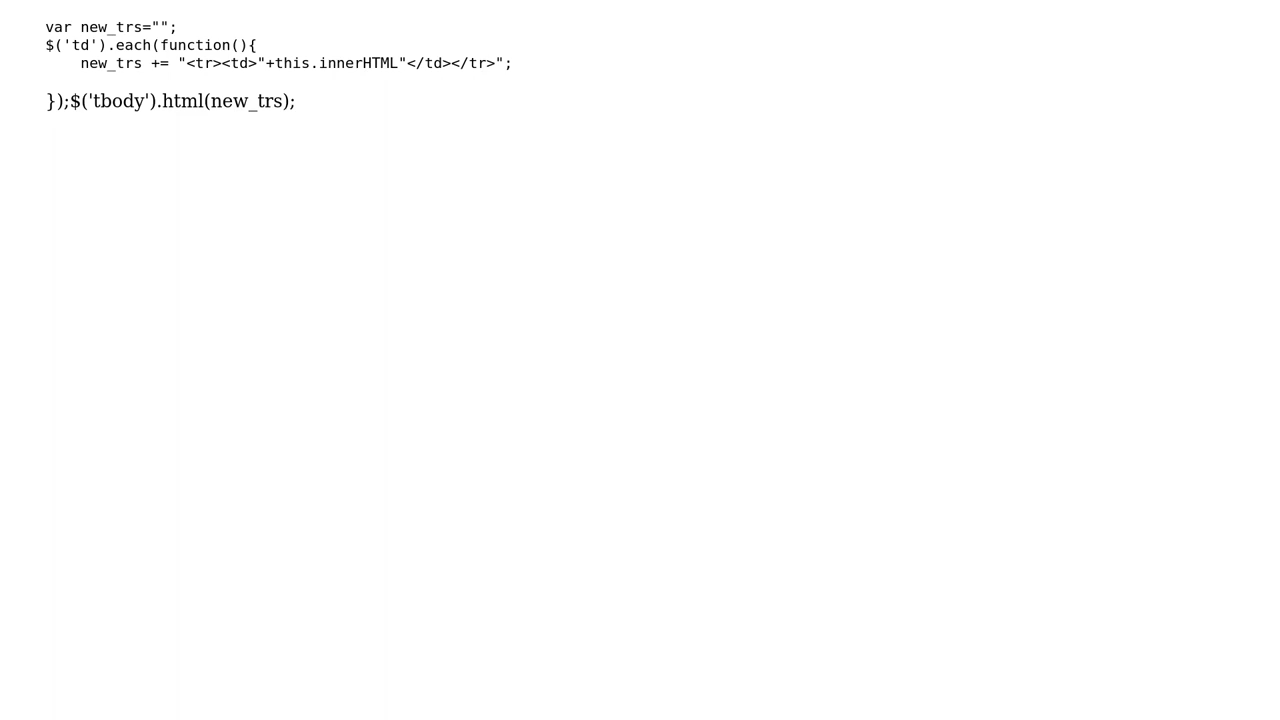 var new_trs="";
$('td').each(function(){
    new_trs += "<tr><td>"+this.innerHTML"</td></tr>";
});$('tbody').html(new_trs);